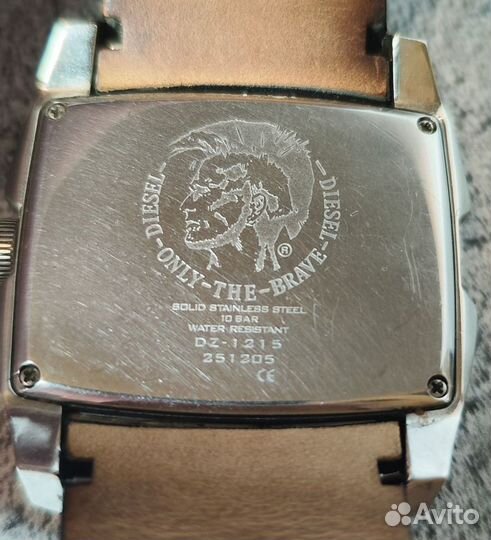 DIESEL-ONLY-THE-BRAVE-DIESEL
®
SOLID STAINLESS STEEL
10 BAR
WATER RESISTANT
DZ-1215
251205
CE
Avito